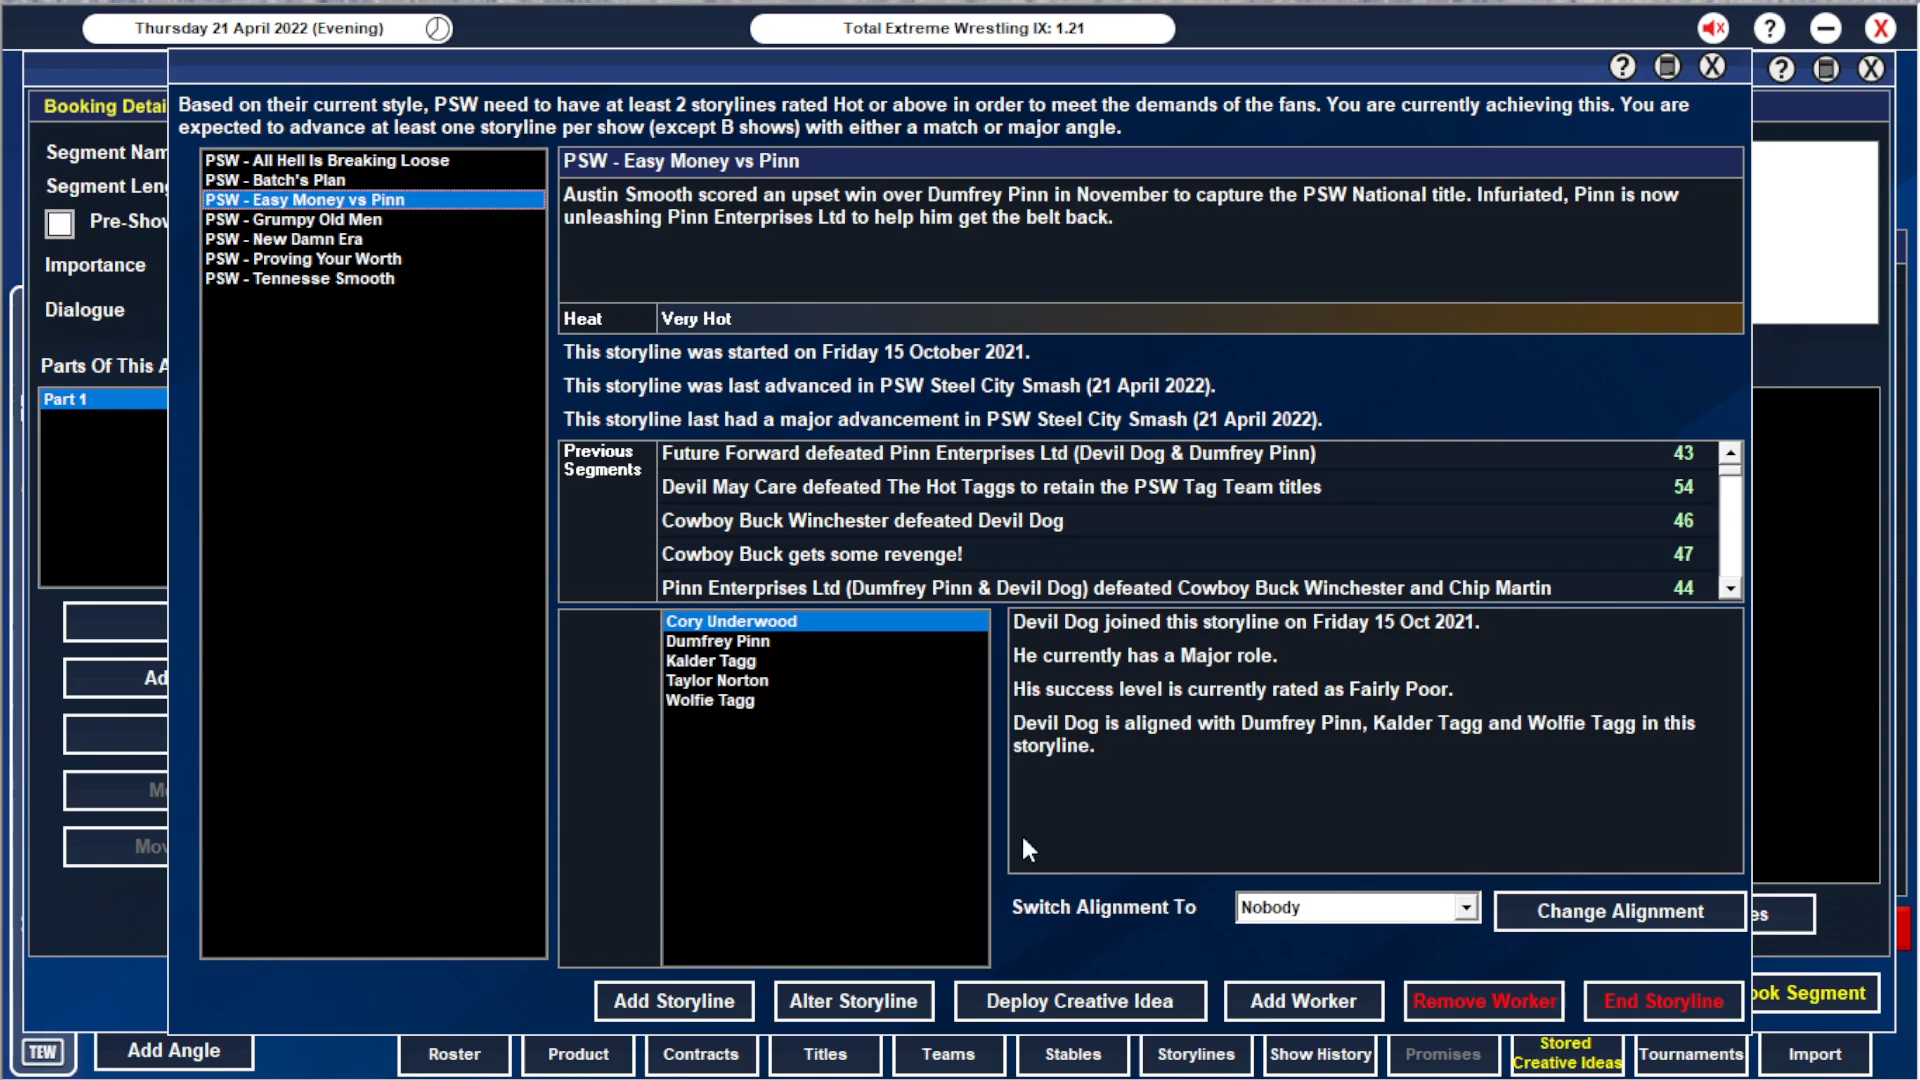 Thursday 21 April 2022 (Evening)
Total Extreme Wrestling IX: 1.21
Booking Detai
Based on their current style, PSW need to have at least 2 storylines rated Hot or above in order to meet the demands of the fans. You are currently achieving this. You are
expected to advance at least one storyline per show (except B shows) with either a match or major angle.
Segment Nam
Segment Leng
Pre-Show
Importance
Dialogue
Parts Of This A
Part 1
Ad
Mo
Mov
PSW - All Hell Is Breaking Loose
PSW - Batch's Plan
PSW - Easy Money vs Pinn
PSW - Grumpy Old Men
PSW - New Damn Era
PSW - Proving Your Worth
PSW - Tennesse Smooth
PSW - Easy Money vs Pinn
Austin Smooth scored an upset win over Dumfrey Pinn in November to capture the PSW National title. Infuriated, Pinn is now
unleashing Pinn Enterprises Ltd to help him get the belt back.
Heat Very Hot
This storyline was started on Friday 15 October 2021.
This storyline was last advanced in PSW Steel City Smash (21 April 2022).
This storyline last had a major advancement in PSW Steel City Smash (21 April 2022).
Previous
Segments
Future Forward defeated Pinn Enterprises Ltd (Devil Dog & Dumfrey Pinn) 43
Devil May Care defeated The Hot Taggs to retain the PSW Tag Team titles 54
Cowboy Buck Winchester defeated Devil Dog 46
Cowboy Buck gets some revenge! 47
Pinn Enterprises Ltd (Dumfrey Pinn & Devil Dog) defeated Cowboy Buck Winchester and Chip Martin 44
Cory Underwood
Dumfrey Pinn
Kalder Tagg
Taylor Norton
Wolfie Tagg
Devil Dog joined this storyline on Friday 15 Oct 2021.
He currently has a Major role.
His success level is currently rated as Fairly Poor.
Devil Dog is aligned with Dumfrey Pinn, Kalder Tagg and Wolfie Tagg in this
storyline.
Switch Alignment To Nobody Change Alignment
es
Add Storyline Alter Storyline Deploy Creative Idea Add Worker Remove Worker End Storyline
ook Segment
TEW Add Angle Roster Product Contracts Titles Teams Stables Storylines Show History Promises Stored Creative Ideas Tournaments Import